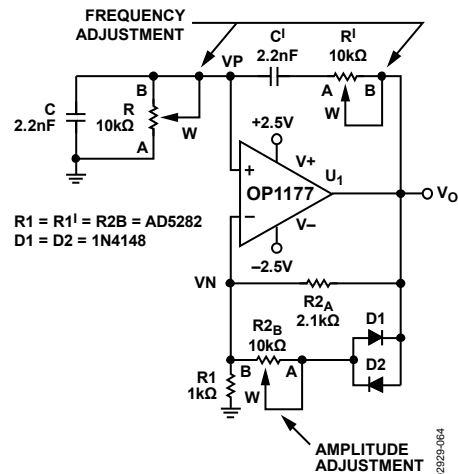 FREQUENCY
ADJUSTMENT
VP
C^I
2.2nF
R^I
10kΩ
A
B
W
C
2.2nF
B
R
10kΩ
A
W
+2.5V
V+
U1
+
OP1177
−
V−
−2.5V
VO
R1 = R1^I = R2B = AD5282
D1 = D2 = 1N4148
VN
R2A
2.1kΩ
R2B
10kΩ
B
A
W
D1
D2
R1
1kΩ
AMPLITUDE
ADJUSTMENT
2929-064